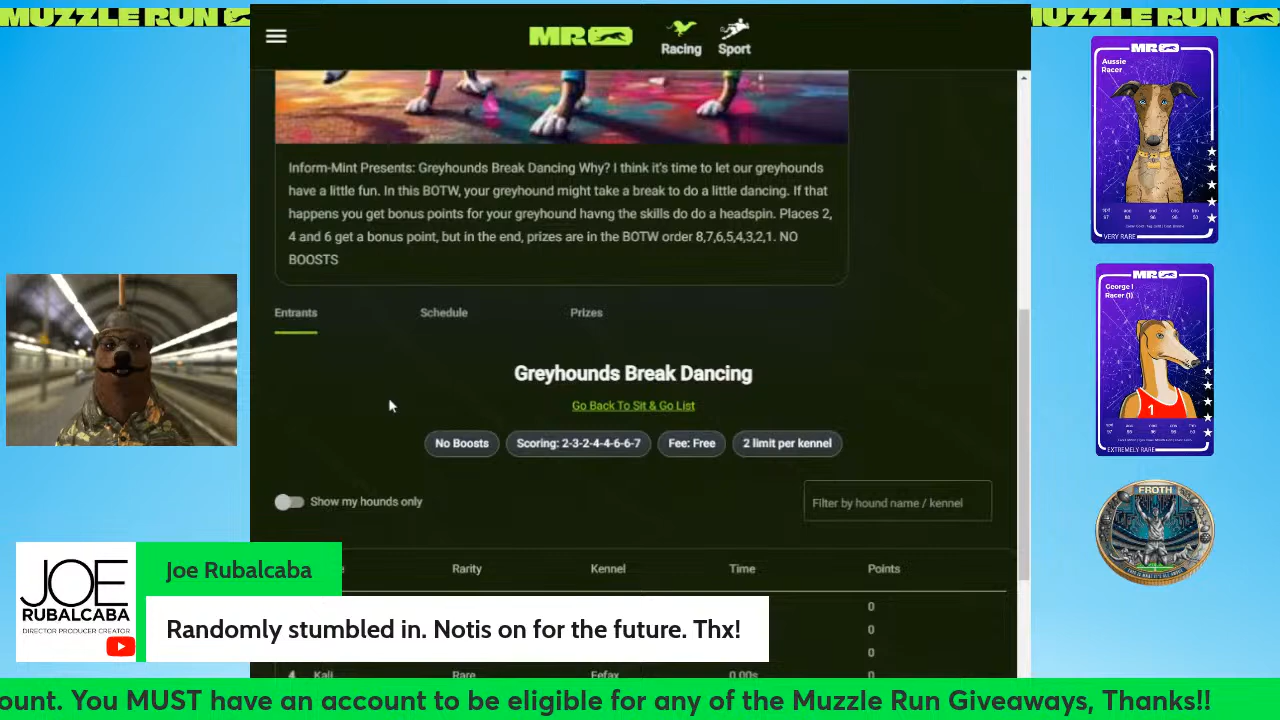 MUZZLE RUN
MUZZLE RUN
MR
Racing
Sport
Inform-Mint Presents: Greyhounds Break Dancing Why? I think it's time to let our greyhounds
have a little fun. In this BOTW, your greyhound might take a break to do a little dancing. If that
happens you get bonus points for your greyhound havng the skills do do a headspin. Places 2,
4 and 6 get a bonus point, but in the end, prizes are in the BOTW order 8,7,6,5,4,3,2,1. NO
BOOSTS
Entrants Schedule Prizes
Greyhounds Break Dancing
Go Back To Sit & Go List
No Boosts Scoring: 2-3-2-4-4-6-6-7 Fee: Free 2 limit per kennel
Show my hounds only
Filter by hound name / kennel
Rarity Kennel Time Points
0
0
0
4 Kali Rare Eefax 0.00s
MR
Aussie
Racer
VERY RARE
MR
George I
Racer (1)
1
EXTREMELY RARE
FROTH
JOE
RUBALCABA
DIRECTOR PRODUCER CREATOR
Joe Rubalcaba
Randomly stumbled in. Notis on for the future. Thx!
ount. You MUST have an account to be eligible for any of the Muzzle Run Giveaways, Thanks!!